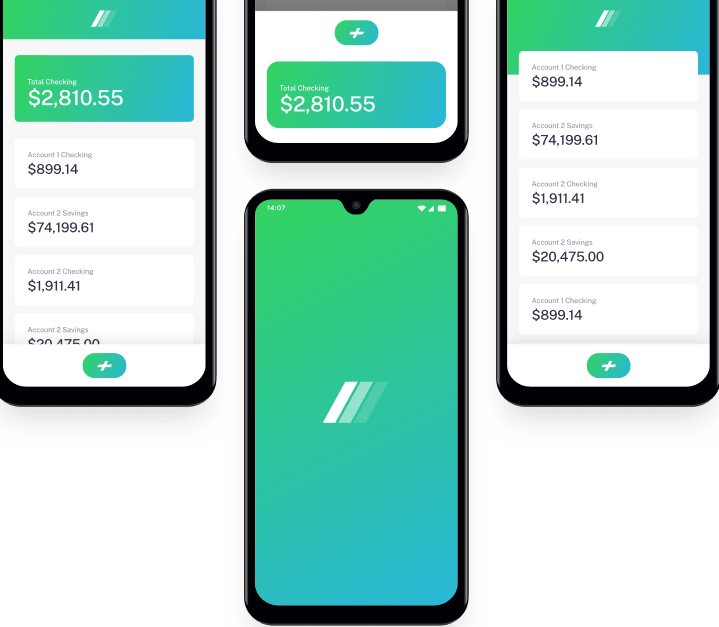 Total Checking
$2,810.55
Account 1 Checking
$899.14
Account 2 Savings
$74,199.61
Account 2 Checking
$1,911.41
Account 2 Savings
$20,475.00
Total Checking
$2,810.55
14:07
Account 1 Checking
$899.14
Account 2 Savings
$74,199.61
Account 2 Checking
$1,911.41
Account 2 Savings
$20,475.00
Account 1 Checking
$899.14